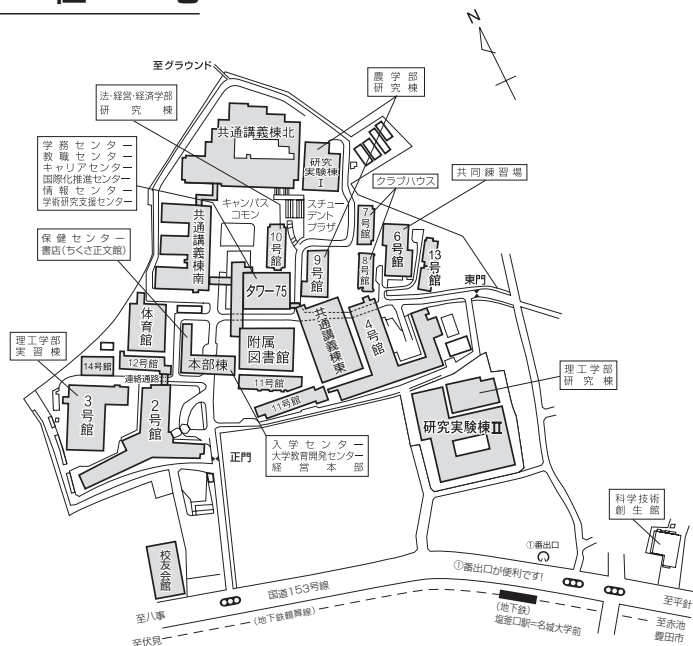 N
至グラウンド
法・経営・経済学部
研究棟
農学部
研究棟
共通講義棟北
研究
実験棟
I
学務センター
教職センター
キャリアセンター
国際化推進センター
情報センター
学術研究支援センター
クラブハウス
共同練習場
キャンパス
コモン
スチュー
デント
プラザ
共通講義棟南
10号館
7号館
6号館
13号館
保健センター
書店(ちくさ正文館)
9号館
8号館
東門
タワー75
体育館
共通講義棟東
4号館
附属
図書館
理工学部
実習棟
本部棟
14号館
12号館
連絡通路
11号館
11号館
理工学部
研究棟
3号館
2号館
研究実験棟II
正門
入学センター
大学教育開発センター
経営本部
科学技術
創生館
校友会館
①番出口
①番出口が便利です!
国道153号線
至八事
(地下鉄鶴舞線)
至伏見
(地下鉄)
塩釜口駅=名城大学前
至平針
至赤池
豊田市